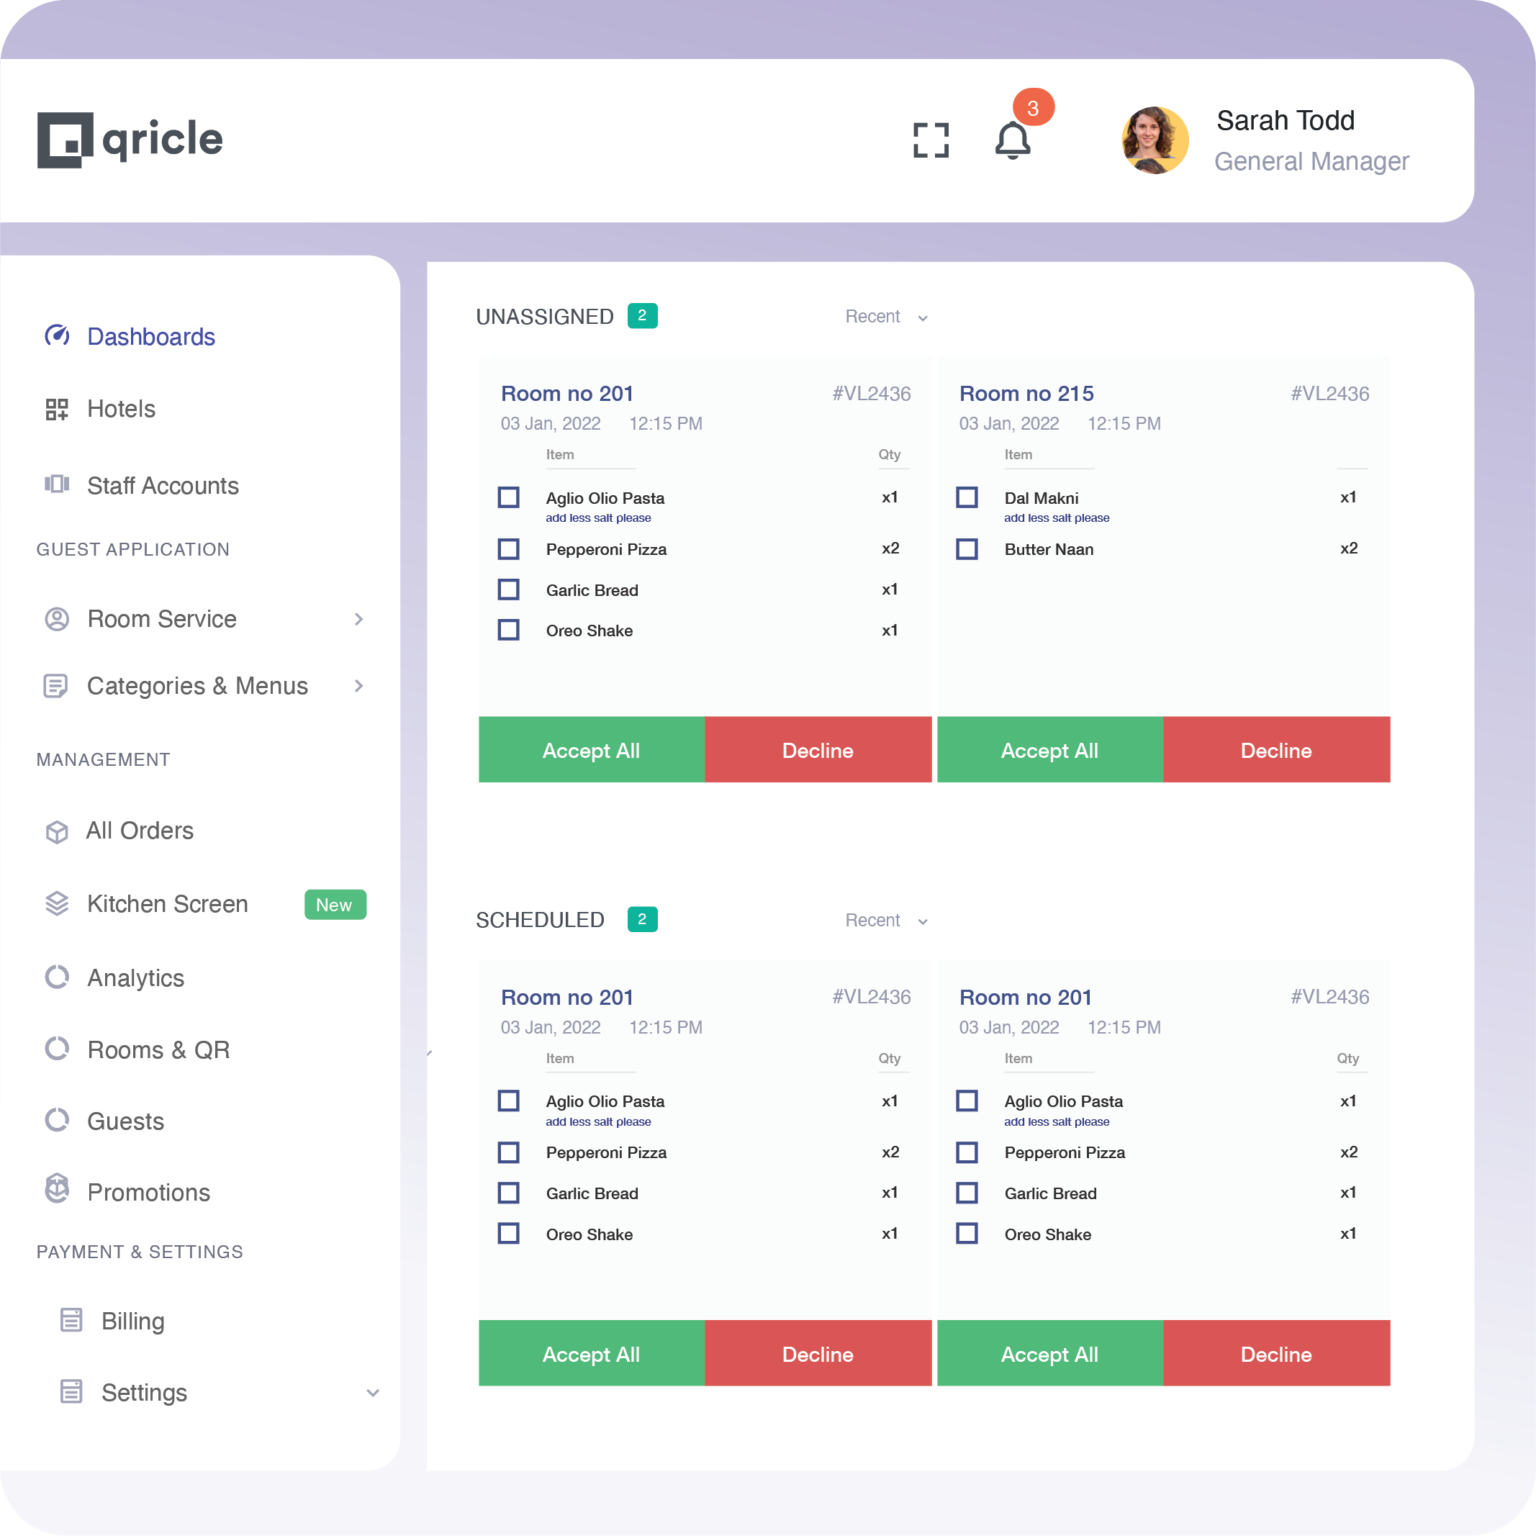 qricle
3
Sarah Todd
General Manager
Dashboards
Hotels
Staff Accounts
GUEST APPLICATION
Room Service
Categories & Menus
MANAGEMENT
All Orders
Kitchen Screen New
Analytics
Rooms & QR
Guests
Promotions
PAYMENT & SETTINGS
Billing
Settings
UNASSIGNED 2 Recent
Room no 201 #VL2436
03 Jan, 2022 12:15 PM
Item Qty
Aglio Olio Pasta x1
add less salt please
Pepperoni Pizza x2
Garlic Bread x1
Oreo Shake x1
Accept All Decline
Room no 215 #VL2436
03 Jan, 2022 12:15 PM
Item
Dal Makni x1
add less salt please
Butter Naan x2
Accept All Decline
SCHEDULED 2 Recent
Room no 201 #VL2436
03 Jan, 2022 12:15 PM
Item Qty
Aglio Olio Pasta x1
add less salt please
Pepperoni Pizza x2
Garlic Bread x1
Oreo Shake x1
Accept All Decline
Room no 201 #VL2436
03 Jan, 2022 12:15 PM
Item Qty
Aglio Olio Pasta x1
add less salt please
Pepperoni Pizza x2
Garlic Bread x1
Oreo Shake x1
Accept All Decline